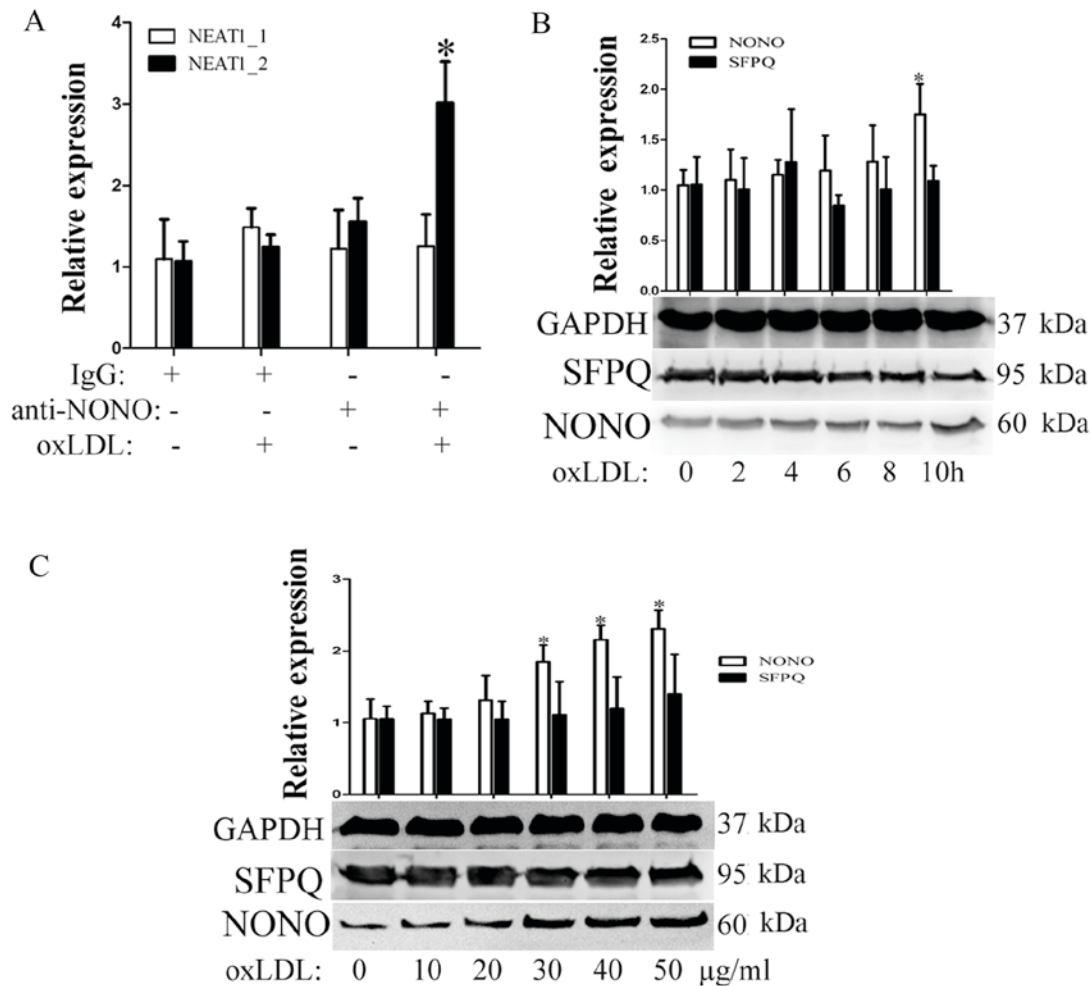 A
Relative expression
4
3
2
1
0
NEAT1_1
NEAT1_2
*
IgG: + + - -
anti-NONO: - - + +
oxLDL: - + - +
B
Relative expression
2.5
2.0
1.5
1.0
0.5
0.0
NONO
SFPQ
*
GAPDH 37 kDa
SFPQ 95 kDa
NONO 60 kDa
oxLDL: 0 2 4 6 8 10h
C
Relative expression
3
2
1
0
* * *
NONO
SFPQ
GAPDH 37 kDa
SFPQ 95 kDa
NONO 60 kDa
oxLDL: 0 10 20 30 40 50 µg/ml